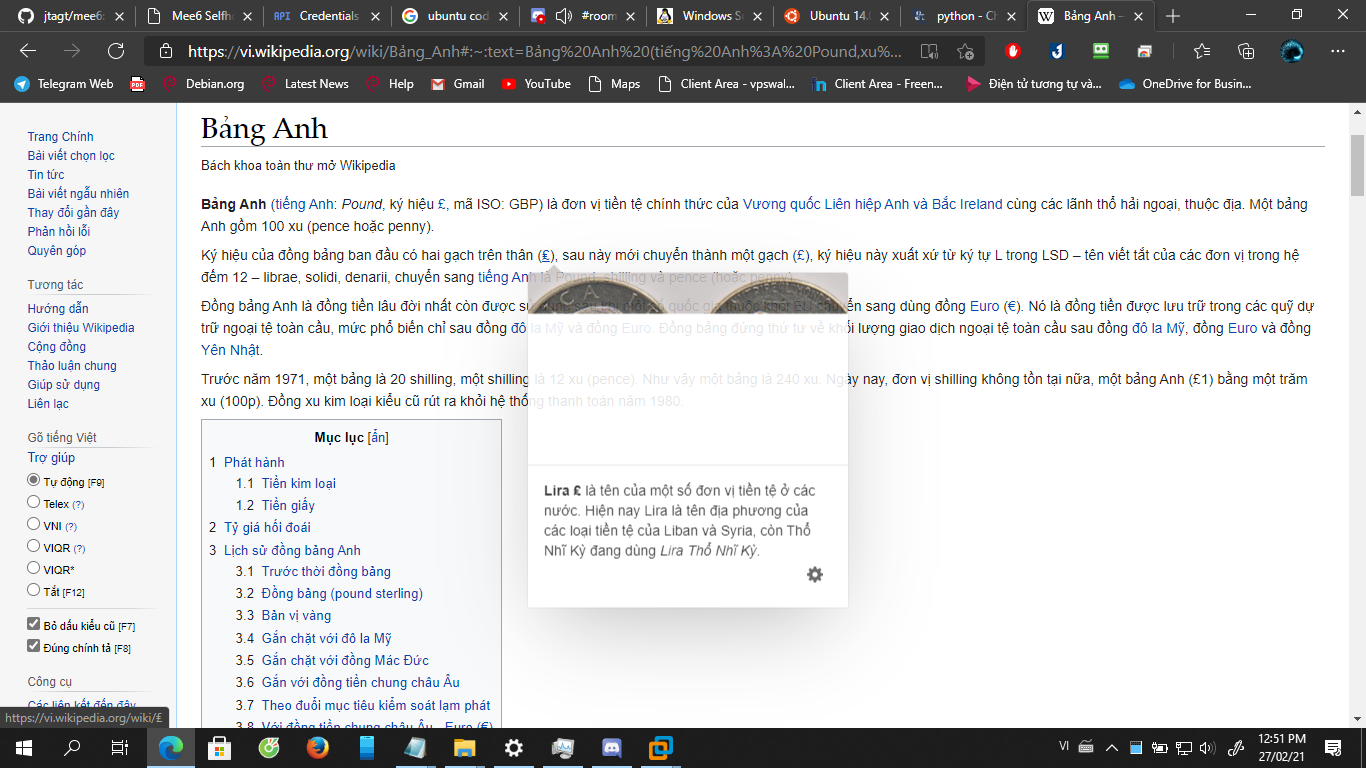 jtagt/mee6:
Mee6 Selfho
API Credentials
ubuntu cod
#room
Windows Se
Ubuntu 14.0
python - Ch
W Bảng Anh –
https://vi.wikipedia.org/wiki/Bảng_Anh#:~:text=Bảng%20Anh%20(tiếng%20Anh%3A%20Pound,xu%...
Telegram Web
PDF
Debian.org
Latest News
Help
Gmail
YouTube
Maps
Client Area - vpswal...
Client Area - Freen...
Điện tử tương tự và...
OneDrive for Busin...
Trang Chính
Bài viết chọn lọc
Tin tức
Bài viết ngẫu nhiên
Thay đổi gần đây
Phản hồi lỗi
Quyên góp
Tương tác
Hướng dẫn
Giới thiệu Wikipedia
Cộng đồng
Thảo luận chung
Giúp sử dụng
Liên lạc
Gõ tiếng Việt
Trợ giúp
Tự động [F9]
Telex (?)
VNI (?)
VIQR (?)
VIQR*
Tắt [F12]
Bỏ dấu kiểu cũ [F7]
Đúng chính tả [F8]
Công cụ
Các liên kết đến đây
https://vi.wikipedia.org/wiki/₤
Bảng Anh
Bách khoa toàn thư mở Wikipedia
Bảng Anh (tiếng Anh: Pound, ký hiệu £, mã ISO: GBP) là đơn vị tiền tệ chính thức của Vương quốc Liên hiệp Anh và Bắc Ireland cùng các lãnh thổ hải ngoại, thuộc địa. Một bảng
Anh gồm 100 xu (pence hoặc penny).
Ký hiệu của đồng bảng ban đầu có hai gạch trên thân (₤), sau này mới chuyển thành một gạch (£), ký hiệu này xuất xứ từ ký tự L trong LSD – tên viết tắt của các đơn vị trong hệ
đếm 12 – librae, solidi, denarii, chuyển sang tiếng Anh là Pound, shilling và pence (hoặc penny).
Đồng bảng Anh là đồng tiền lâu đời nhất còn được sử dụng sau khi một số quốc gia thuộc khối EU chuyển sang dùng đồng Euro (€). Nó là đồng tiền được lưu trữ trong các quỹ dự
trữ ngoại tệ toàn cầu, mức phổ biến chỉ sau đồng đô la Mỹ và đồng Euro. Đồng bảng đứng thứ tư về khối lượng giao dịch ngoại tệ toàn cầu sau đồng đô la Mỹ, đồng Euro và đồng
Yên Nhật.
Trước năm 1971, một bảng là 20 shilling, một shilling là 12 xu (pence). Như vậy một bảng là 240 xu. Ngày nay, đơn vị shilling không tồn tại nữa, một bảng Anh (£1) bằng một trăm
xu (100p). Đồng xu kim loại kiểu cũ rút ra khỏi hệ thống thanh toán năm 1980.
Mục lục [ẩn]
1 Phát hành
1.1 Tiền kim loại
1.2 Tiền giấy
2 Tỷ giá hối đoái
3 Lịch sử đồng bảng Anh
3.1 Trước thời đồng bảng
3.2 Đồng bảng (pound sterling)
3.3 Bản vị vàng
3.4 Gắn chặt với đô la Mỹ
3.5 Gắn chặt với đồng Mác Đức
3.6 Gắn với đồng tiền chung châu Âu
3.7 Theo đuổi mục tiêu kiểm soát lạm phát
3.8 Với đồng tiền chung châu Âu - Euro (€)
Lira ₤ là tên của một số đơn vị tiền tệ ở các
nước. Hiện nay Lira là tên địa phương của
các loại tiền tệ của Liban và Syria, còn Thổ
Nhĩ Kỳ đang dùng Lira Thổ Nhĩ Kỳ.
VI
12:51 PM
27/02/21